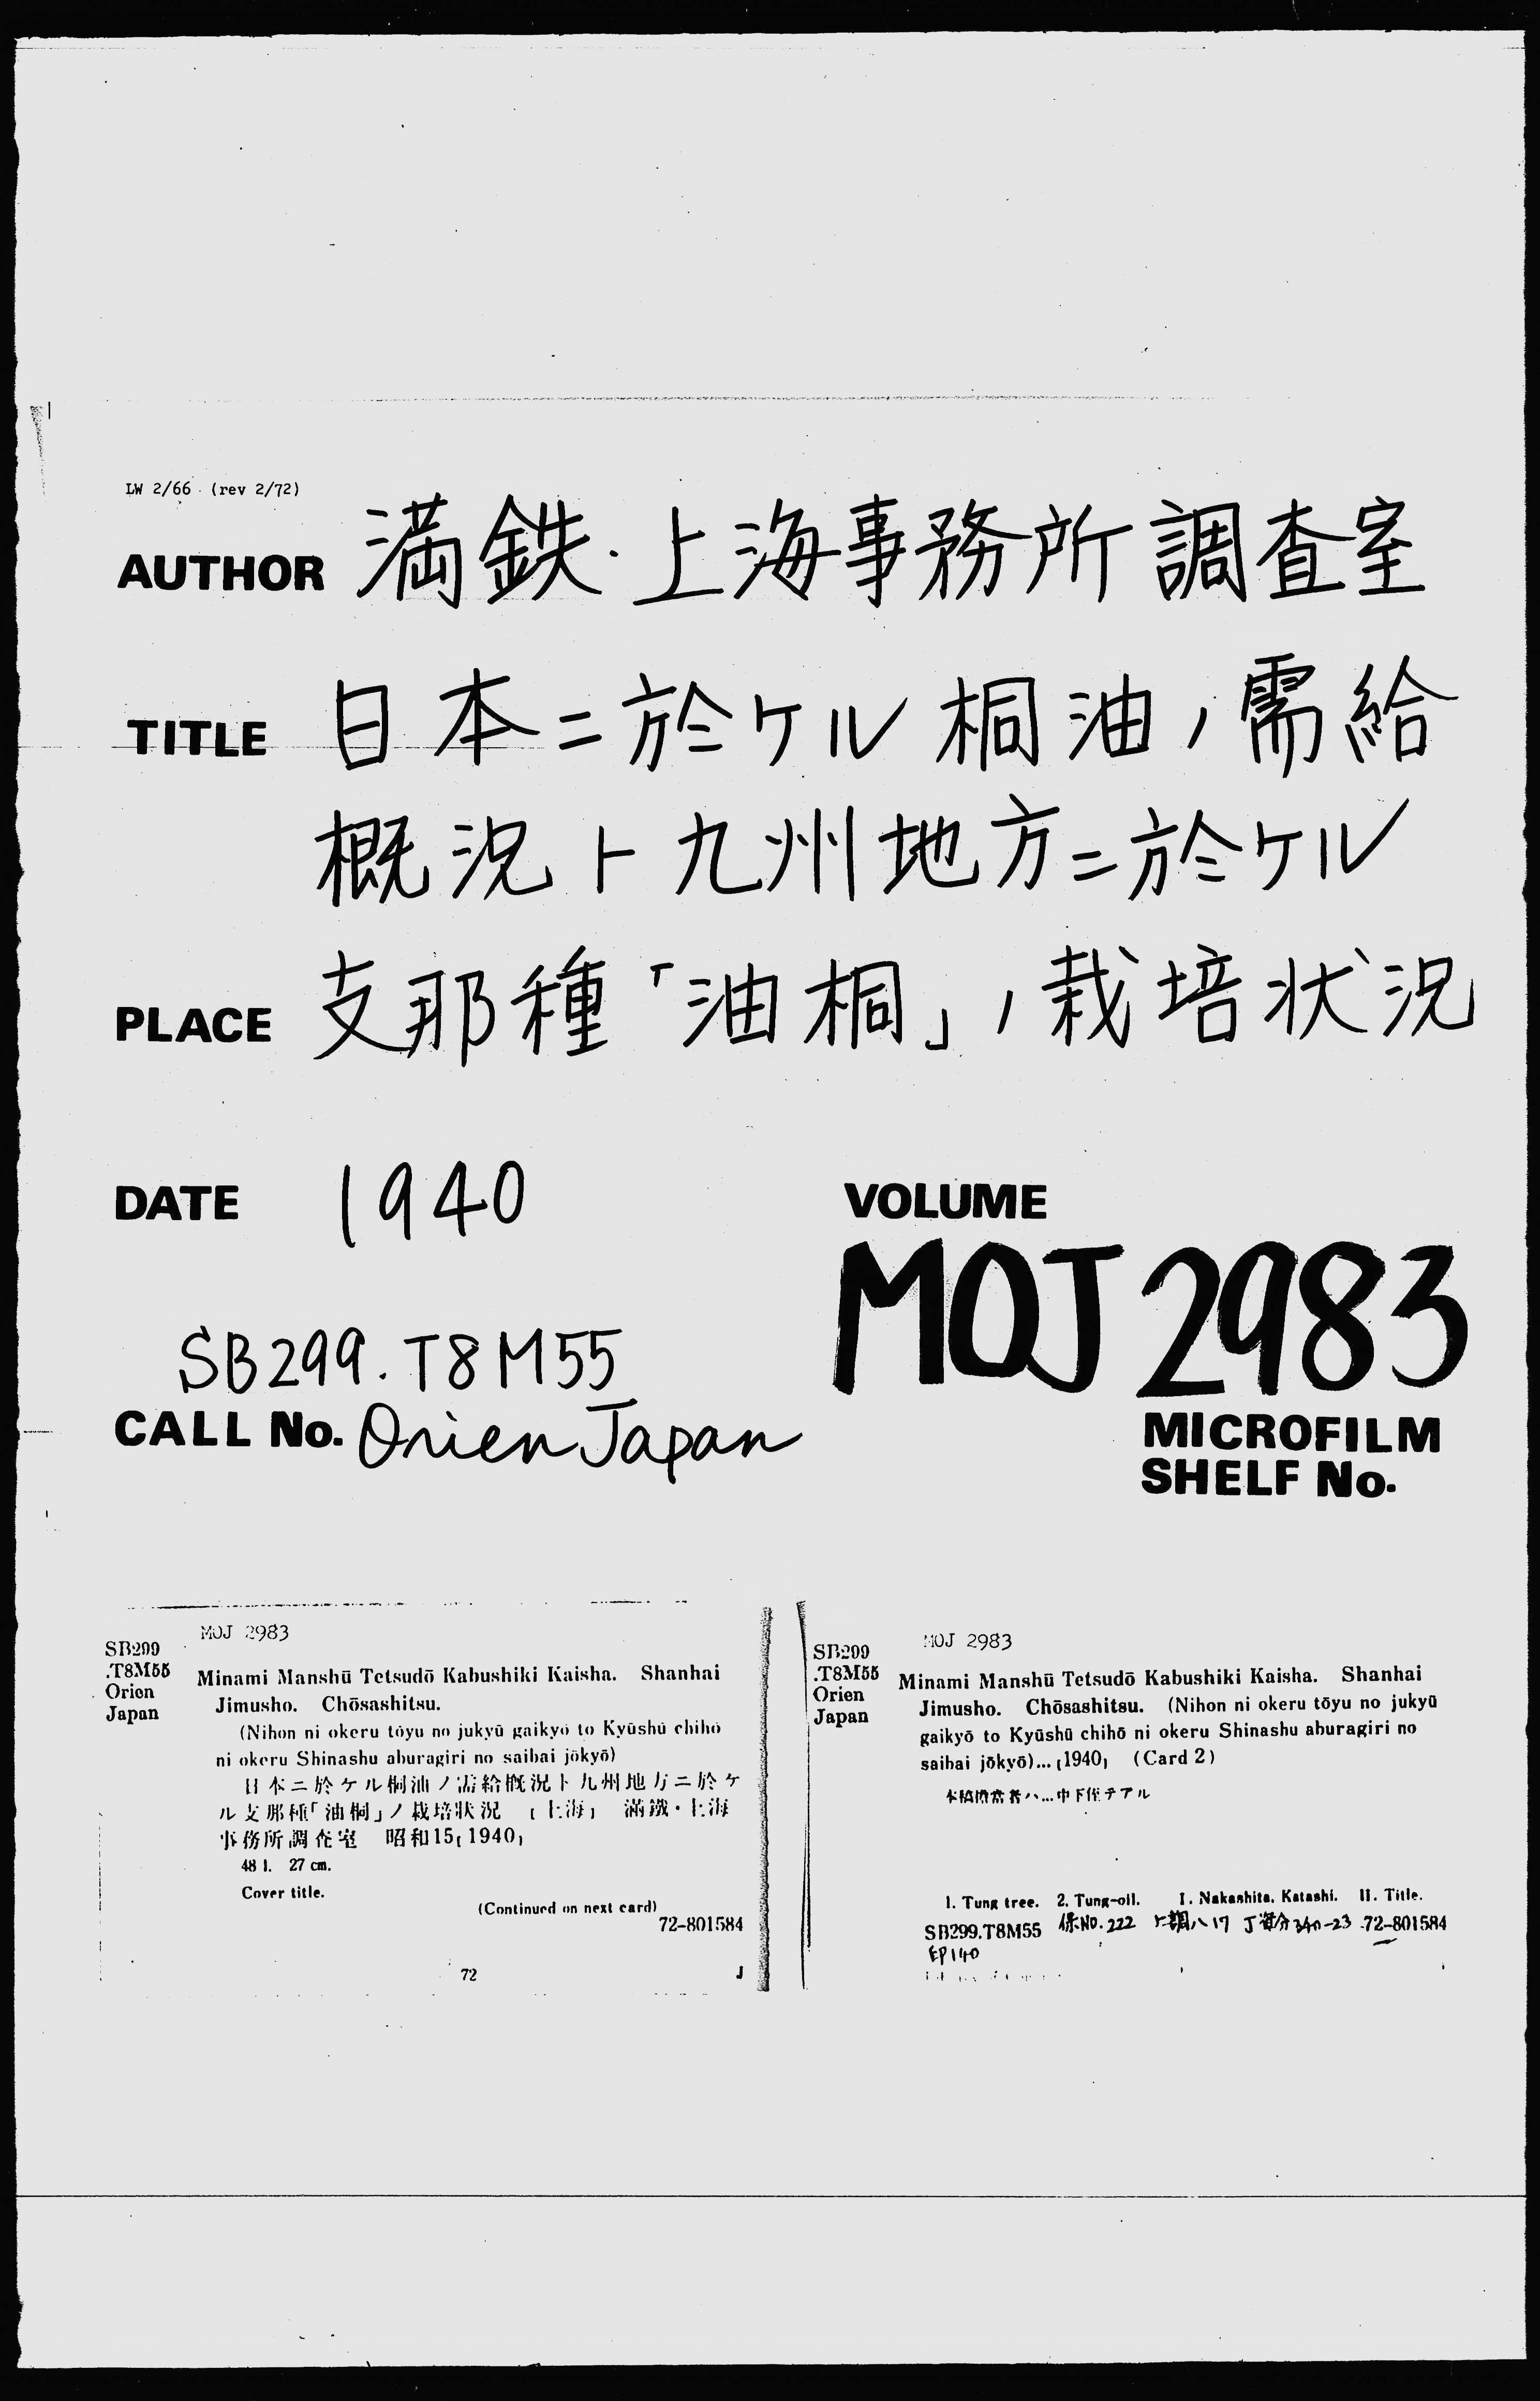 LW 2/66 (rev 2/72)
AUTHOR 満鉄・上海事務所調査室
TITLE 日本ニ於ケル桐油ノ需給
概況ト九州地方ニ於ケル
PLACE 支那種「油桐」ノ栽培状況
DATE 1940
VOLUME
MOJ 2983
SB299.T8M55
CALL No. Orien Japan
MICROFILM
SHELF No.
MOJ 2983
SB299
.T8M55
Orien
Japan
Minami Manshū Tetsudō Kabushiki Kaisha. Shanhai
Jimusho. Chōsashitsu.
(Nihon ni okeru tōyu no jukyū gaikyō to Kyūshū chihō
ni okeru Shinashu aburagiri no saibai jōkyō)
日本ニ於ケル桐油ノ需給概況ト九州地方ニ於ケ
ル支那種「油桐」ノ栽培狀況 [上海] 滿鐵・上海
事務所調査室 昭和15[1940]
48 l. 27 cm.
Cover title.
(Continued on next card)
72-801584
72 J
MOJ 2983
SB299
.T8M55
Orien
Japan
Minami Manshū Tetsudō Kabushiki Kaisha. Shanhai
Jimusho. Chōsashitsu. (Nihon ni okeru tōyu no jukyū
gaikyō to Kyūshū chihō ni okeru Shinashu aburagiri no
saibai jōkyō)... [1940] (Card 2)
1. Tung tree. 2. Tung-oil. I. Nakashita, Katashi. II. Title.
SB299.T8M55 NO. 222 340-23 72-801584